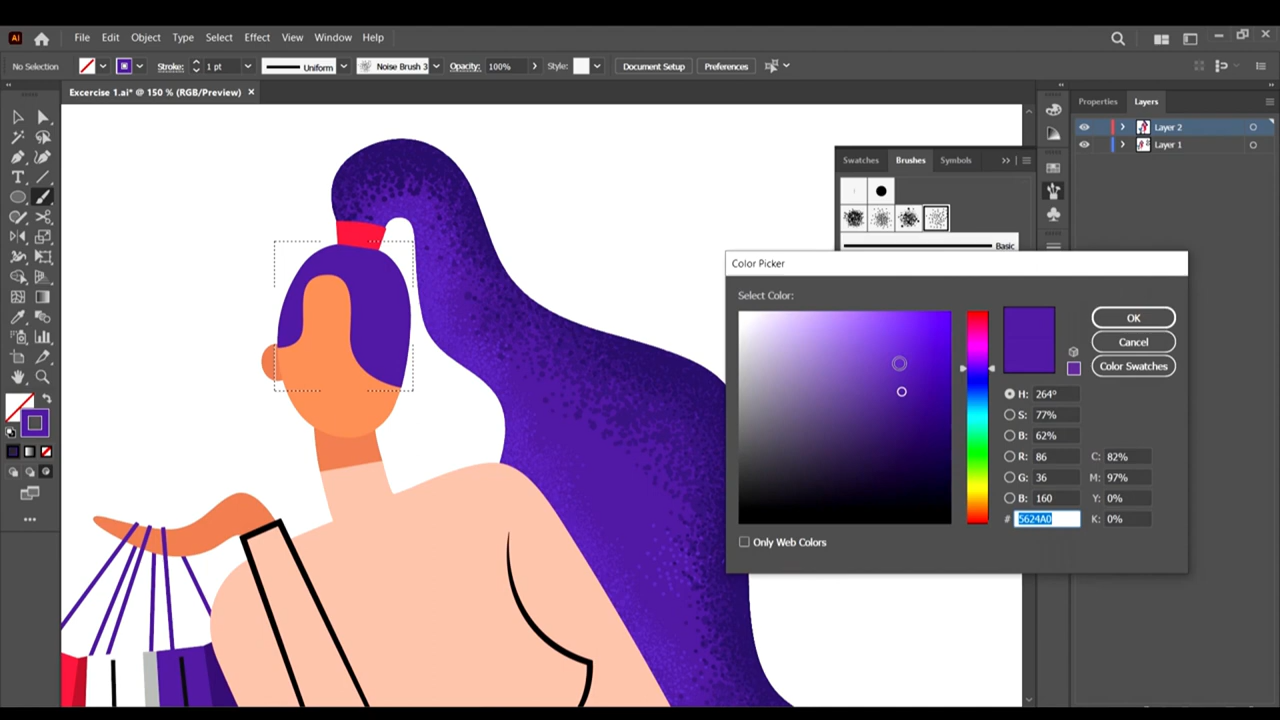 Ai
File Edit Object Type Select Effect View Window Help
No Selection Stroke: 1 pt Uniform Noise Brush 3 Opacity: 100% Style: Document Setup Preferences
Excercise 1.ai* @ 150 % (RGB/Preview) ×
Properties Layers
Layer 2
Layer 1
Swatches Brushes Symbols
Basic
Color Picker
Select Color:
OK
Cancel
Color Swatches
H: 264°
S: 77%
B: 62%
R: 86 C: 82%
G: 36 M: 97%
B: 160 Y: 0%
# 5624A0 K: 0%
Only Web Colors